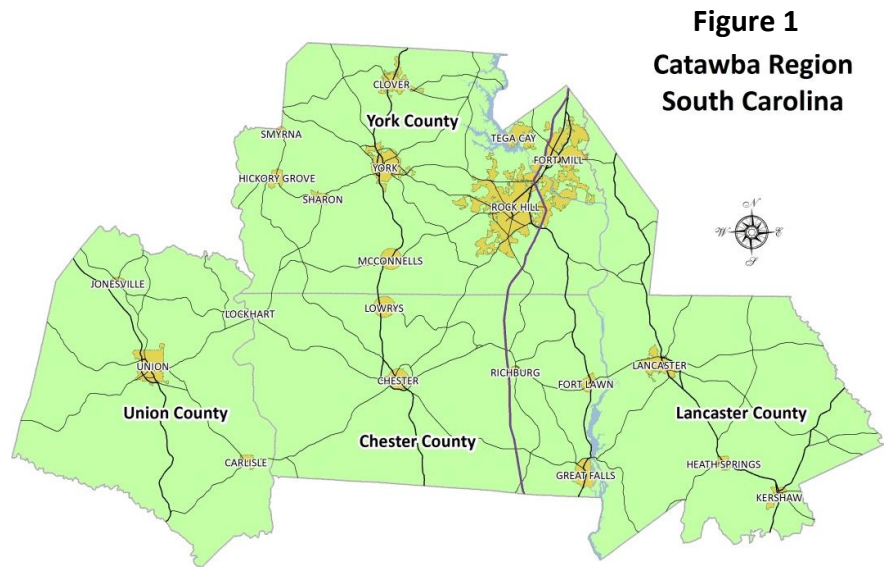 Figure 1
Catawba Region
South Carolina
CLOVER
York County
SMYRNA
TEGA CAY
FORT MILL
YORK
HICKORY GROVE
SHARON
ROCK HILL
N
W
E
S
MCCONNELLS
JONESVILLE
LOWRYS
LOCKHART
UNION
CHESTER
RICHBURG
FORT LAWN
LANCASTER
Union County
Chester County
Lancaster County
CARLISLE
GREAT FALLS
HEATH SPRINGS
KERSHAW